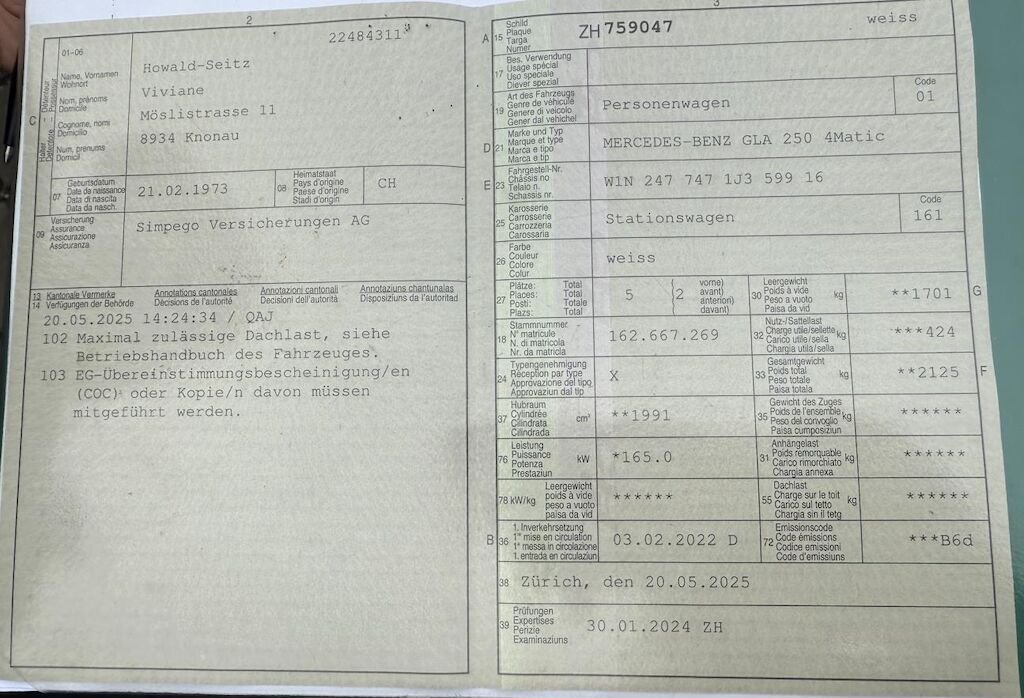 2
22484311
C
Halter Détenteur
Detentore Possessur
01-06
Name, Vornamen
Wohnort
Nom, prénoms
Domicile
Cognome, nomi
Domicilio
Num, prenums
Domicil
Howald-Seitz
Viviane
Möslistrasse 11
8934 Knonau
07
Geburtsdatum
Date de naissance
Data di nascita
Data da nasch.
21.02.1973
08
Heimatstaat
Pays d'origine
Paese d'origine
Stadi d'origin
CH
09
Versicherung
Assurance
Assicurazione
Assicuranza
Simpego Versicherungen AG
13 Kantonale Vermerke
14 Verfügungen der Behörde
Annotations cantonales
Décisions de l'autorité
Annotazioni cantonali
Decisioni dell'autorità
Annotaziuns chantunalas
Disposiziuns da l'autoritad
20.05.2025 14:24:34 / QAJ
102 Maximal zulässige Dachlast, siehe
Betriebshandbuch des Fahrzeuges.
103 EG-Übereinstimmungsbescheinigung/en
(COC) oder Kopie/n davon müssen
mitgeführt werden.
3
A
15
Schild
Plaque
Targa
Numer
ZH 759047
weiss
17
Bes. Verwendung
Usage spécial
Uso speciale
Diever spezial
19
Art des Fahrzeugs
Genre de véhicule
Genere di veicolo
Gener dal vehichel
Personenwagen
Code
01
D
21
Marke und Typ
Marque et type
Marca e tipo
Marca e tip
MERCEDES-BENZ GLA 250 4Matic
E
23
Fahrgestell-Nr.
Châssis no
Telaio n.
Schassis nr.
W1N 247 747 1J3 599 16
25
Karosserie
Carrosserie
Carrozzeria
Carossaria
Stationswagen
Code
161
26
Farbe
Couleur
Colore
Colur
weiss
27
Plätze: Total
Places: Total
Posti: Totale
Plazs: Total
5
(2
vorne)
avant)
anteriori)
davant)
30
Leergewicht
Poids à vide
Peso a vuoto
Paisa da vid
kg
**1701
G
18
Stammnummer
N° matricule
N. di matricola
Nr. da matricla
162.667.269
32
Nutz-/Sattellast
Charge utile/sellette
Carico utile/sella
Chargia utila/sella
kg
***424
24
Typengenehmigung
Réception par type
Approvazione del tipo
Approvaziun dal tip
X
33
Gesamtgewicht
Poids total
Peso totale
Paisa totala
kg
**2125
F
37
Hubraum
Cylindrée
Cilindrata
Cilindrada
cm³
**1991
35
Gewicht des Zuges
Poids de l'ensemble
Peso del convoglio
Paisa cumposiziun
kg
******
76
Leistung
Puissance
Potenza
Prestaziun
kW
*165.0
31
Anhängelast
Poids remorquable
Carico rimorchiato
Chargia annexa
kg
******
78 kW/kg
Leergewicht
poids à vide
peso a vuoto
paisa da vid
******
55
Dachlast
Charge sur le toit
Carico sul tetto
Chargia sin il tetg
kg
******
B
36
1. Inverkehrsetzung
1re mise en circulation
1a messa in circolazione
1. entrada en circulaziun
03.02.2022 D
72
Emissionscode
Code émissions
Codice emissioni
Code d'emissiuns
***B6d
38 Zürich, den 20.05.2025
39
Prüfungen
Expertises
Perizie
Examinaziuns
30.01.2024 ZH